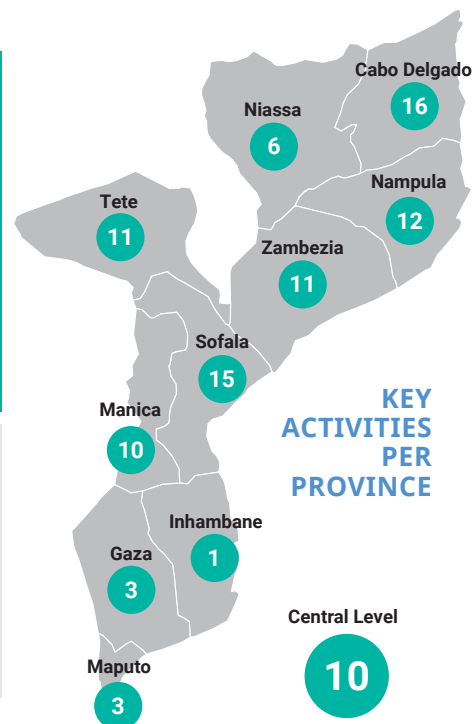 Cabo Delgado
16
Niassa
6
Nampula
12
Tete
11
Zambezia
11
Sofala
15
KEY
ACTIVITIES
PER
PROVINCE
Manica
10
Inhambane
1
Gaza
3
Central Level
10
Maputo
3